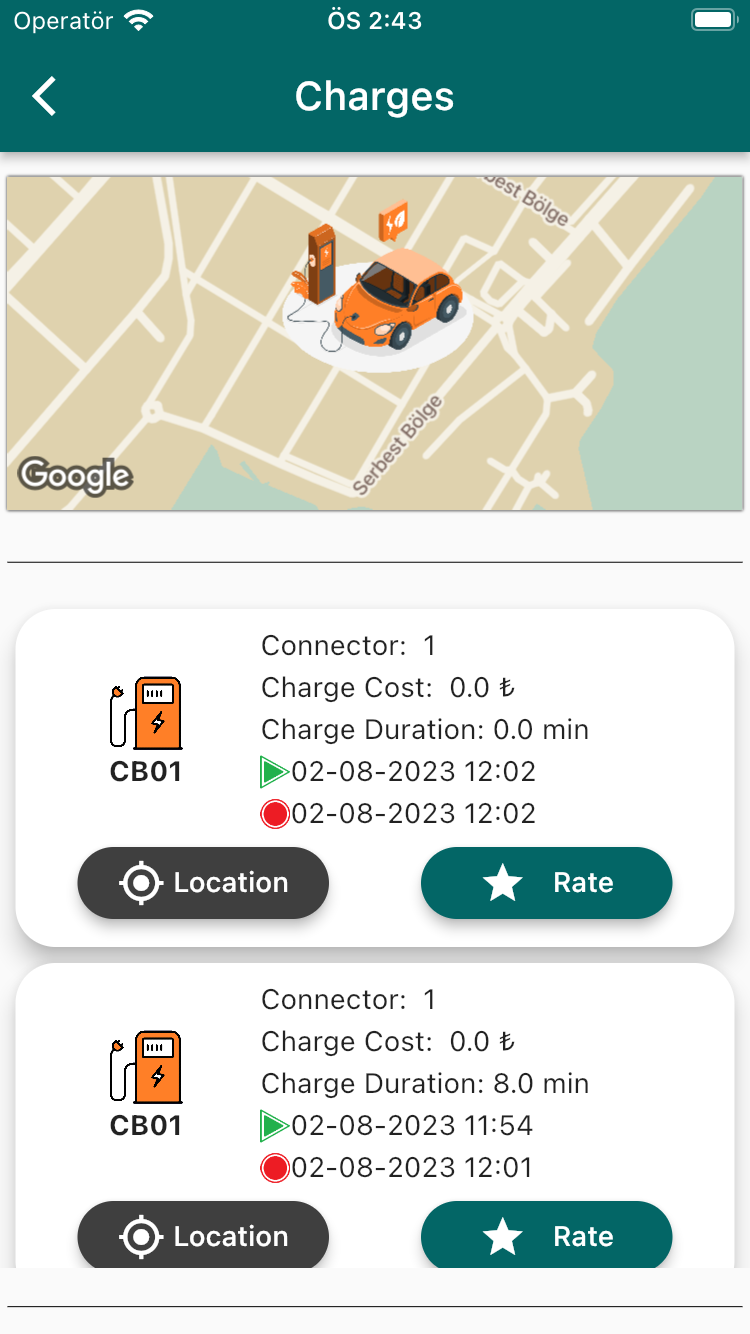 Operatör
ÖS 2:43
Charges
best Bölge
Serbest Bölge
Google
Connector: 1
Charge Cost: 0.0 ₺
Charge Duration: 0.0 min
CB01
02-08-2023 12:02
02-08-2023 12:02
Location
Rate
Connector: 1
Charge Cost: 0.0 ₺
Charge Duration: 8.0 min
CB01
02-08-2023 11:54
02-08-2023 12:01
Location
Rate